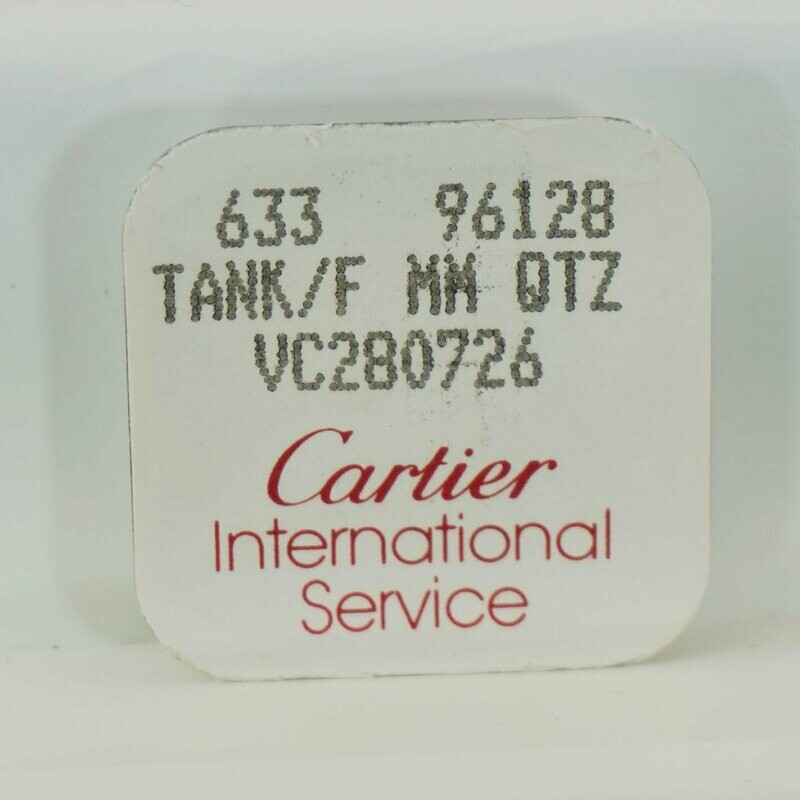 633 96128
TANK/F MM QTZ
VC280726
Cartier
International
Service